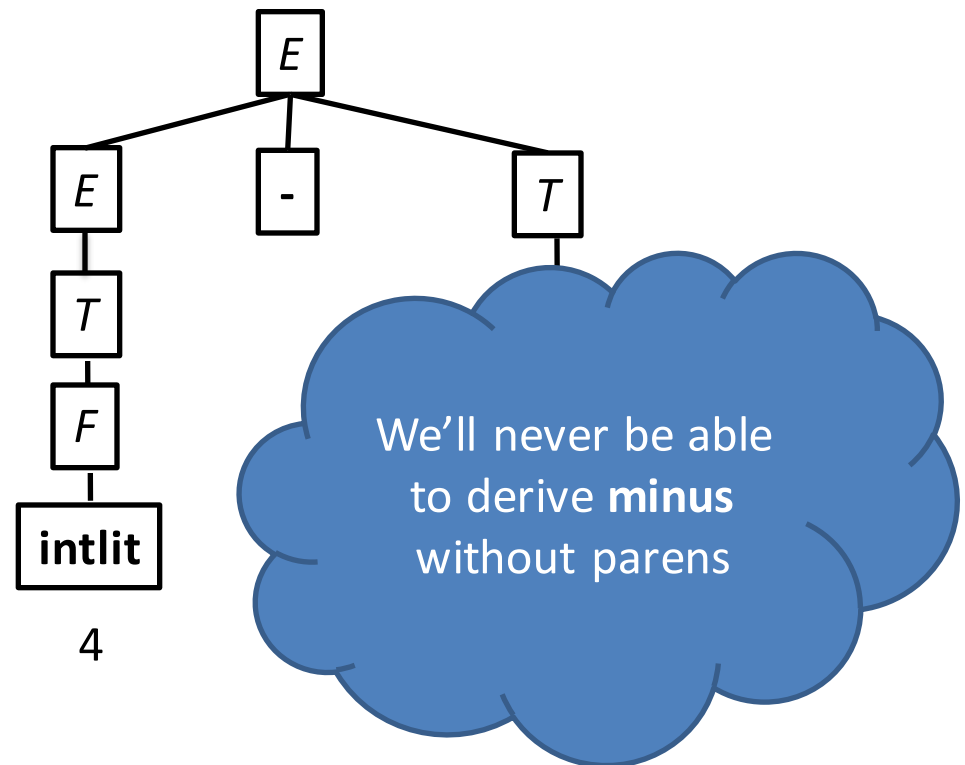 E
E - T
T
F
intlit
4
We'll never be able
to derive minus
without parens